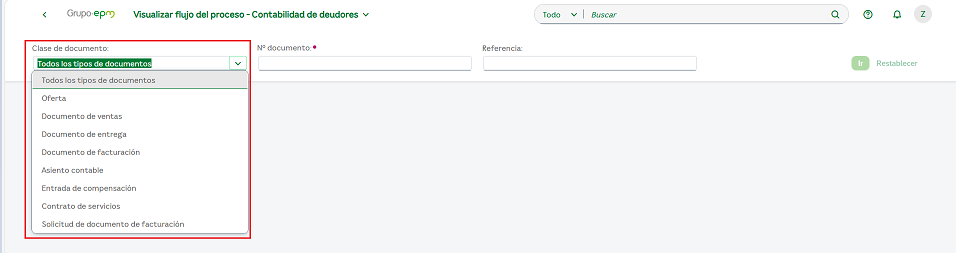 Grupo·epm Visualizar flujo del proceso - Contabilidad de deudores Todo Buscar Z
Clase de documento: Nº documento: Referencia:
Todos los tipos de documentos Ir Restablecer
Todos los tipos de documentos
Oferta
Documento de ventas
Documento de entrega
Documento de facturación
Asiento contable
Entrada de compensación
Contrato de servicios
Solicitud de documento de facturación